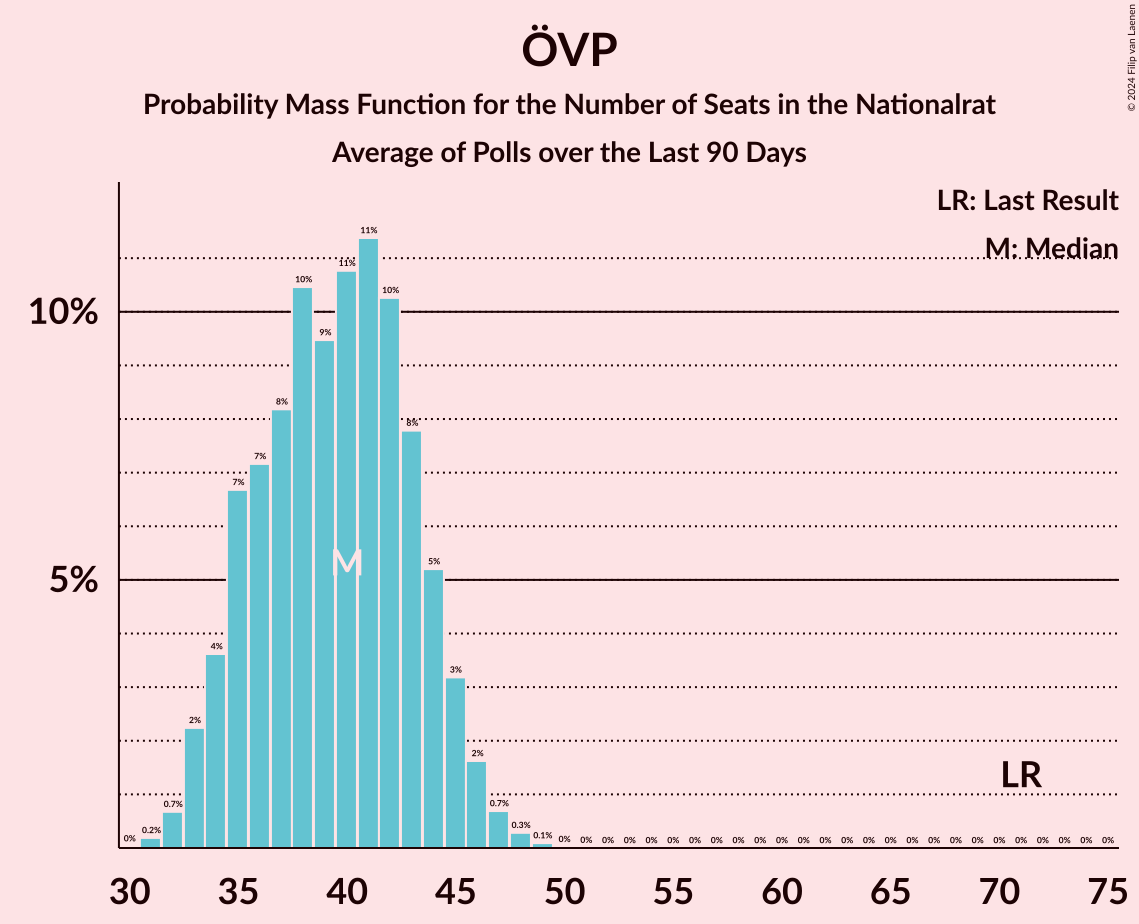 ÖVP
Probability Mass Function for the Number of Seats in the Nationalrat
Average of Polls over the Last 90 Days
© 2024 Filip van Laenen
LR: Last Result
M: Median
10%
5%
0% 0.2% 0.7% 2% 4% 7% 7% 8% 10% 9% 11% 11% 10% 8% 5% 3% 2% 0.7% 0.3% 0.1% 0% 0% 0% 0% 0% 0% 0% 0% 0% 0% 0% 0% 0% 0% 0% 0% 0% 0% 0% 0% 0% 0% 0% 0% 0% 0%
M
LR
30 35 40 45 50 55 60 65 70 75